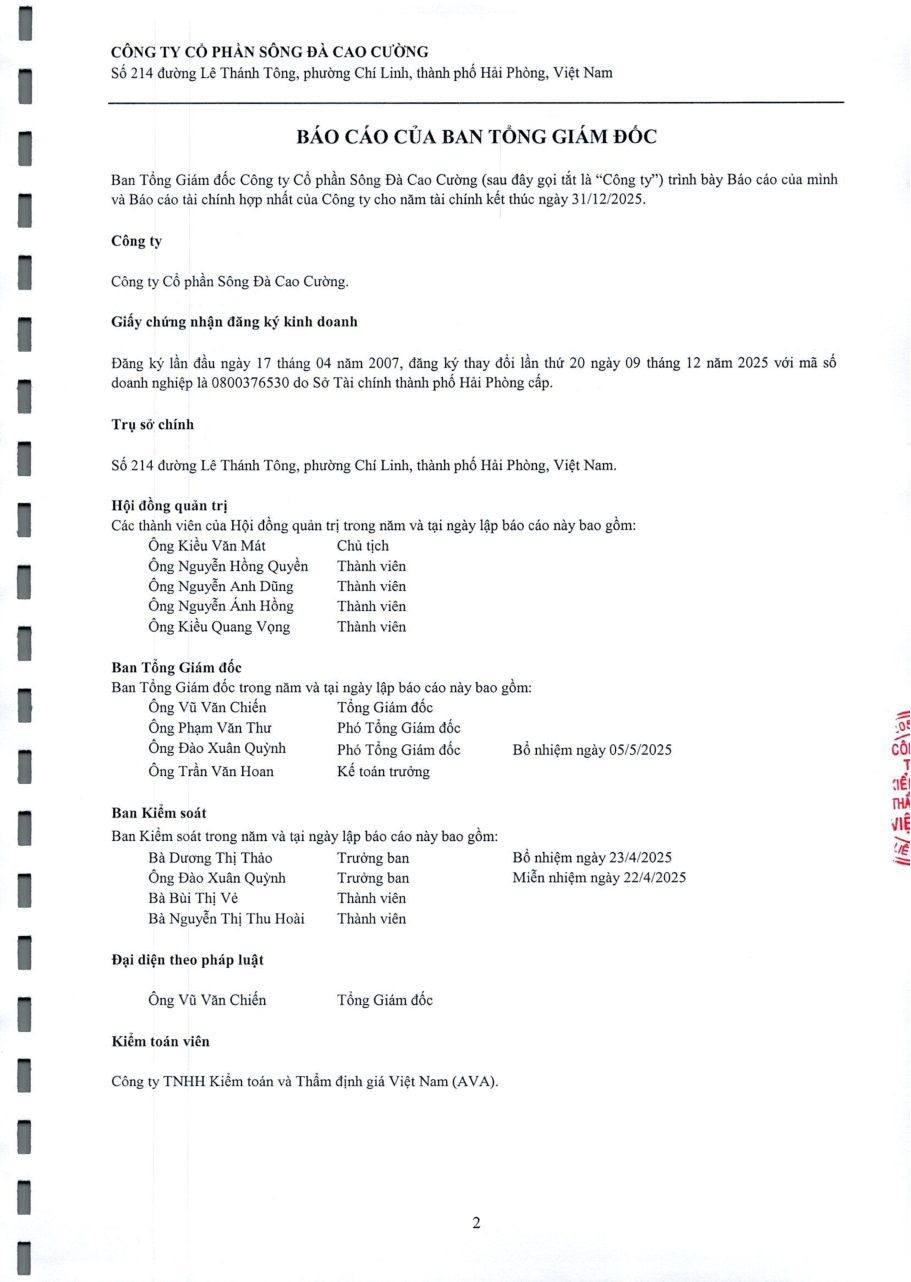 CÔNG TY CỔ PHẦN SÔNG ĐÀ CAO CƯỜNG
Số 214 đường Lê Thánh Tông, phường Chí Linh, thành phố Hải Phòng, Việt Nam
BÁO CÁO CỦA BAN TỔNG GIÁM ĐỐC
Ban Tổng Giám đốc Công ty Cổ phần Sông Đà Cao Cường (sau đây gọi tắt là “Công ty”) trình bày Báo cáo của mình
và Báo cáo tài chính hợp nhất của Công ty cho năm tài chính kết thúc ngày 31/12/2025.
Công ty
Công ty Cổ phần Sông Đà Cao Cường.
Giấy chứng nhận đăng ký kinh doanh
Đăng ký lần đầu ngày 17 tháng 04 năm 2007, đăng ký thay đổi lần thứ 20 ngày 09 tháng 12 năm 2025 với mã số
doanh nghiệp là 0800376530 do Sở Tài chính thành phố Hải Phòng cấp.
Trụ sở chính
Số 214 đường Lê Thánh Tông, phường Chí Linh, thành phố Hải Phòng, Việt Nam.
Hội đồng quản trị
Các thành viên của Hội đồng quản trị trong năm và tại ngày lập báo cáo này bao gồm:
Ông Kiều Văn Mát Chủ tịch
Ông Nguyễn Hồng Quyền Thành viên
Ông Nguyễn Anh Dũng Thành viên
Ông Nguyễn Ánh Hồng Thành viên
Ông Kiều Quang Vọng Thành viên
Ban Tổng Giám đốc
Ban Tổng Giám đốc trong năm và tại ngày lập báo cáo này bao gồm:
Ông Vũ Văn Chiến Tổng Giám đốc
Ông Phạm Văn Thư Phó Tổng Giám đốc
Ông Đào Xuân Quỳnh Phó Tổng Giám đốc Bổ nhiệm ngày 05/5/2025
Ông Trần Văn Hoan Kế toán trưởng
Ban Kiểm soát
Ban Kiểm soát trong năm và tại ngày lập báo cáo này bao gồm:
Bà Dương Thị Thảo Trưởng ban Bổ nhiệm ngày 23/4/2025
Ông Đào Xuân Quỳnh Trưởng ban Miễn nhiệm ngày 22/4/2025
Bà Bùi Thị Vẻ Thành viên
Bà Nguyễn Thị Thu Hoài Thành viên
Đại diện theo pháp luật
Ông Vũ Văn Chiến Tổng Giám đốc
Kiểm toán viên
Công ty TNHH Kiểm toán và Thẩm định giá Việt Nam (AVA).
2